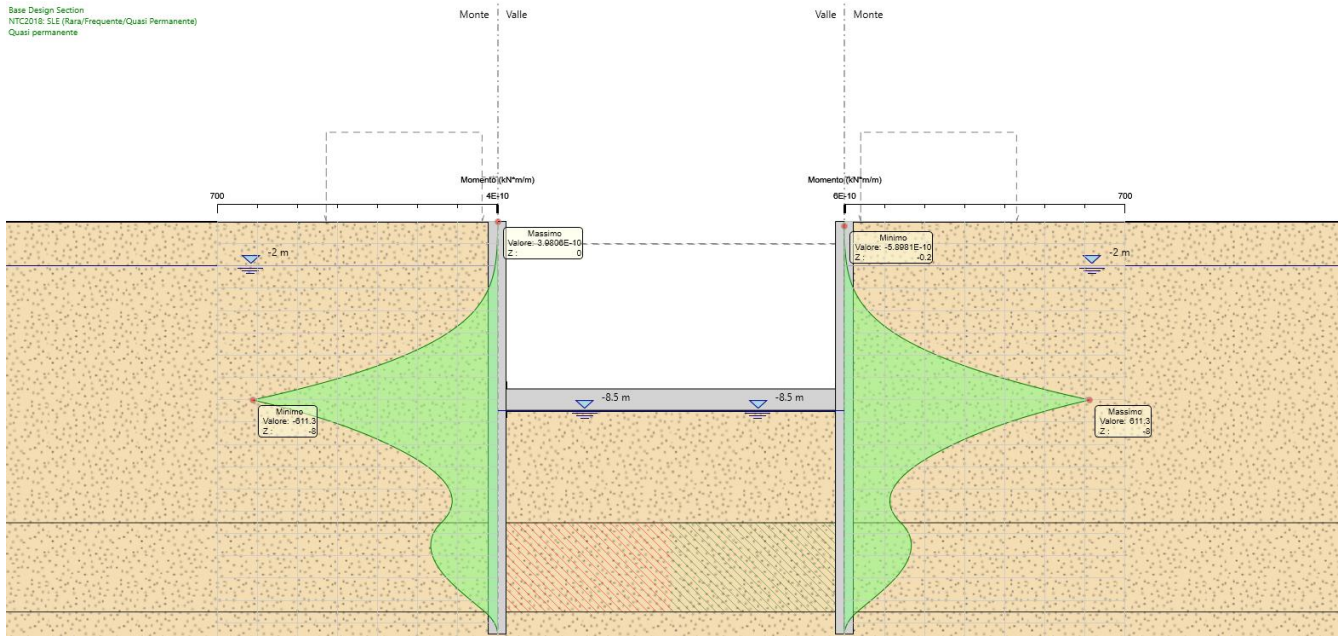 Base Design Section
NTC2018: SLE (Rara/Frequente/Quasi Permanente)
Quasi permanente
Monte Valle
Valle Monte
Momento (kN*m/m)
700 4E+10
Momento (kN*m/m)
6E+10 700
Massimo
Valore: 3.9806E-10
Z : 0
Minimo
Valore: -5.8981E-10
Z : -0.2
-2 m
-2 m
-8.5 m
-8.5 m
Minimo
Valore: -611.3
Z : -8
Massimo
Valore: 611.3
Z : -8